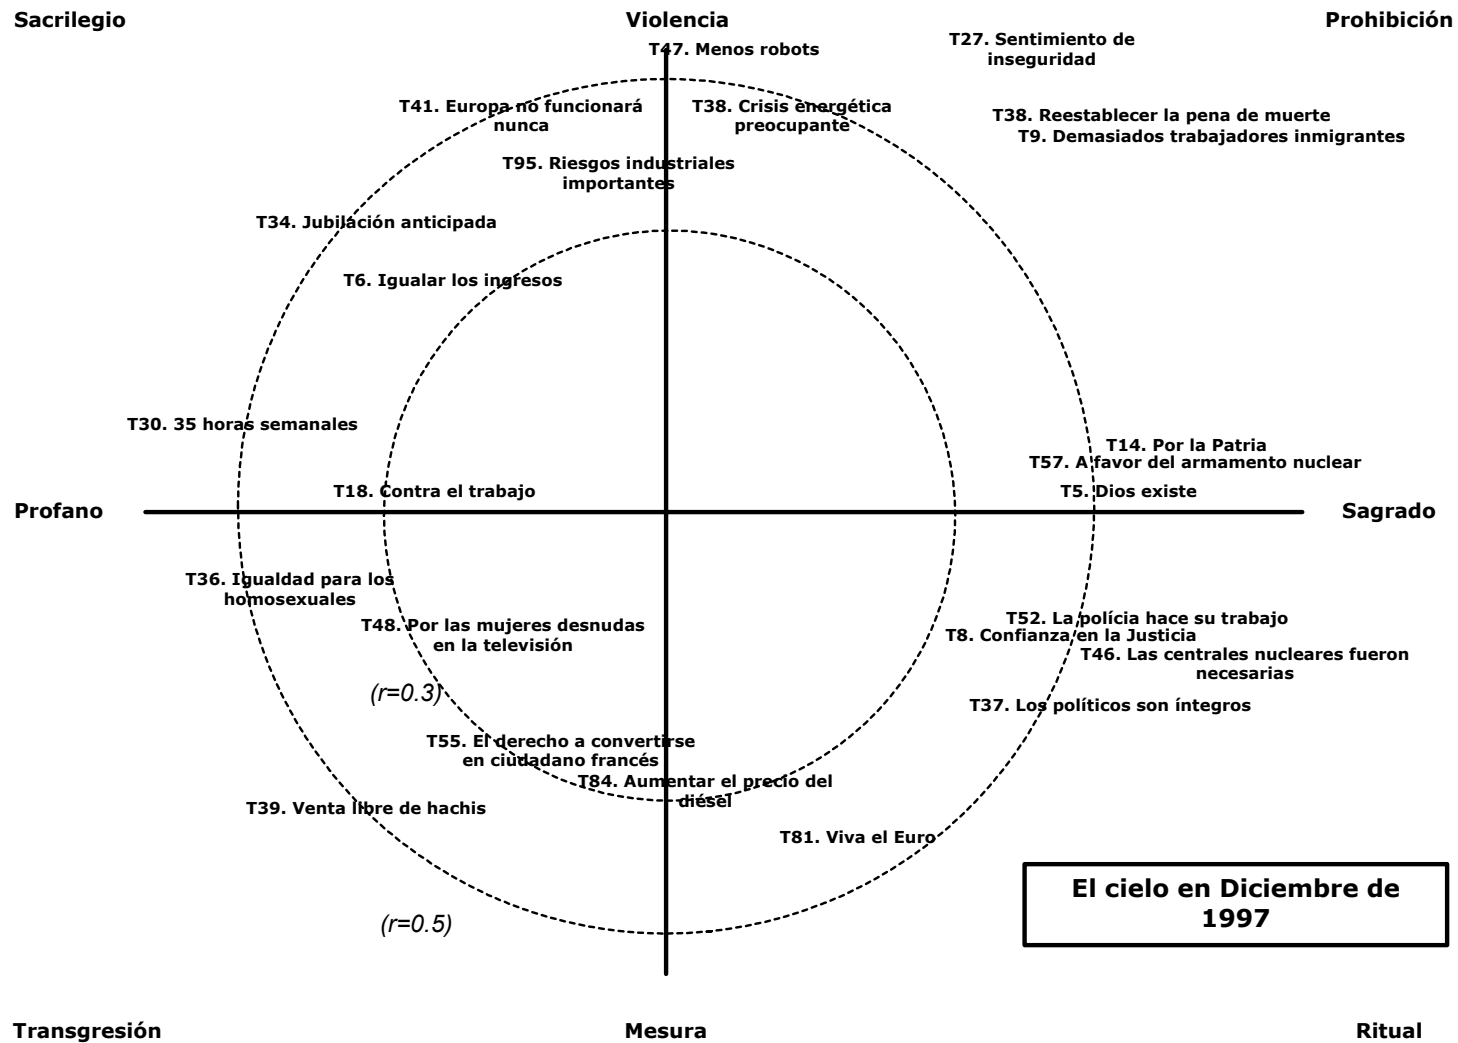 Sacrilegio
Violencia
Prohibición
T47. Menos robots
T27. Sentimiento de
inseguridad
T41. Europa no funcionará
nunca
T38. Crisis energética
preocupante
T38. Reestablecer la pena de muerte
T9. Demasiados trabajadores inmigrantes
T95. Riesgos industriales
importantes
T34. Jubilación anticipada
T6. Igualar los ingresos
T30. 35 horas semanales
T14. Por la Patria
T57. A favor del armamento nuclear
T18. Contra el trabajo
T5. Dios existe
Profano
Sagrado
T36. Igualdad para los
homosexuales
T48. Por las mujeres desnudas
en la televisión
T52. La polícia hace su trabajo
T8. Confianza en la Justicia
T46. Las centrales nucleares fueron
necesarias
(r=0.3)
T37. Los políticos son íntegros
T55. El derecho a convertirse
en ciudadano francés
T84. Aumentar el precio del
diésel
T39. Venta libre de hachis
T81. Viva el Euro
El cielo en Diciembre de
1997
(r=0.5)
Transgresión
Mesura
Ritual